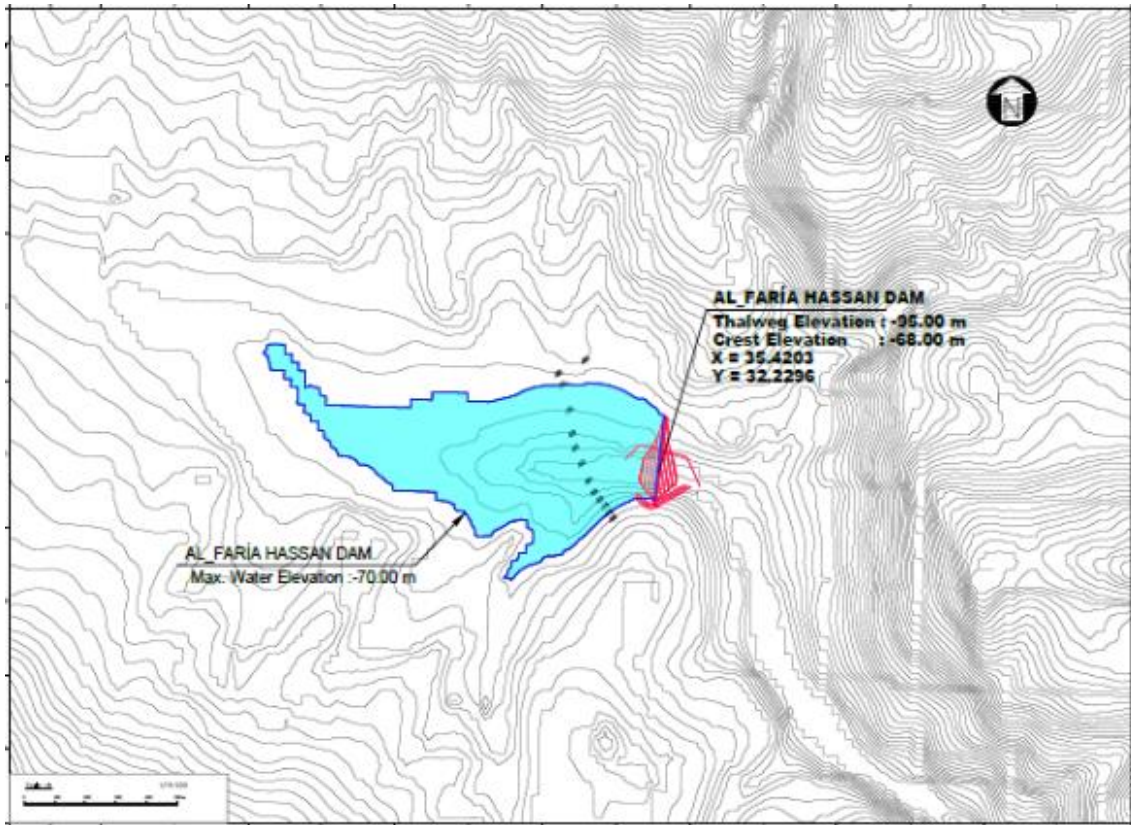 N
AL_FARÍA HASSAN DAM
Thalweg Elevation : -95.00 m
Crest Elevation : -68.00 m
X = 35.4203
Y = 32.2296
AL_FARÍA HASSAN DAM
Max. Water Elevation :-70.00 m